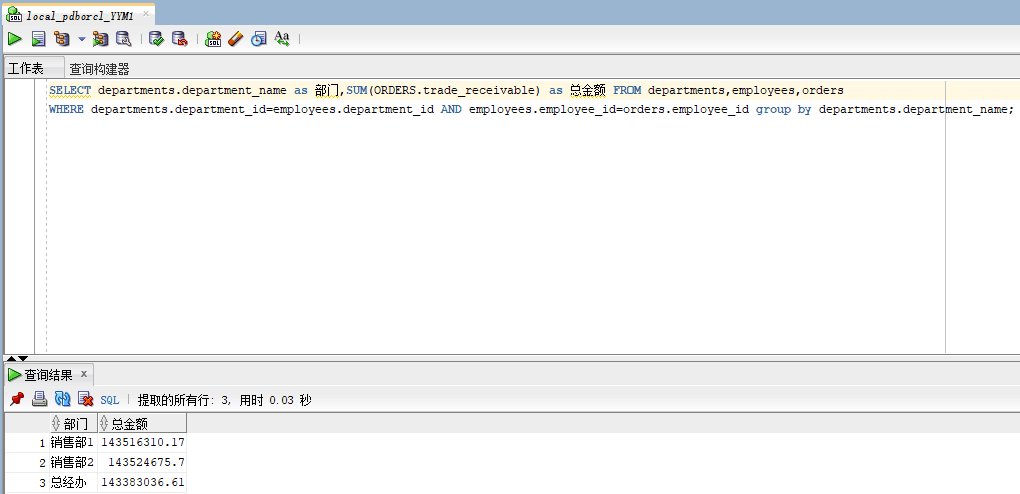 local_pdborcl_YYM1
工作表 查询构建器
SELECT departments.department_name as 部门,SUM(ORDERS.trade_receivable) as 总金额 FROM departments,employees,orders
WHERE departments.department_id=employees.department_id AND employees.employee_id=orders.employee_id group by departments.department_name;
查询结果 x
SQL | 提取的所有行: 3, 用时 0.03 秒
部门 总金额
1 销售部1 143516310.17
2 销售部2 143524675.7
3 总经办 143383036.61